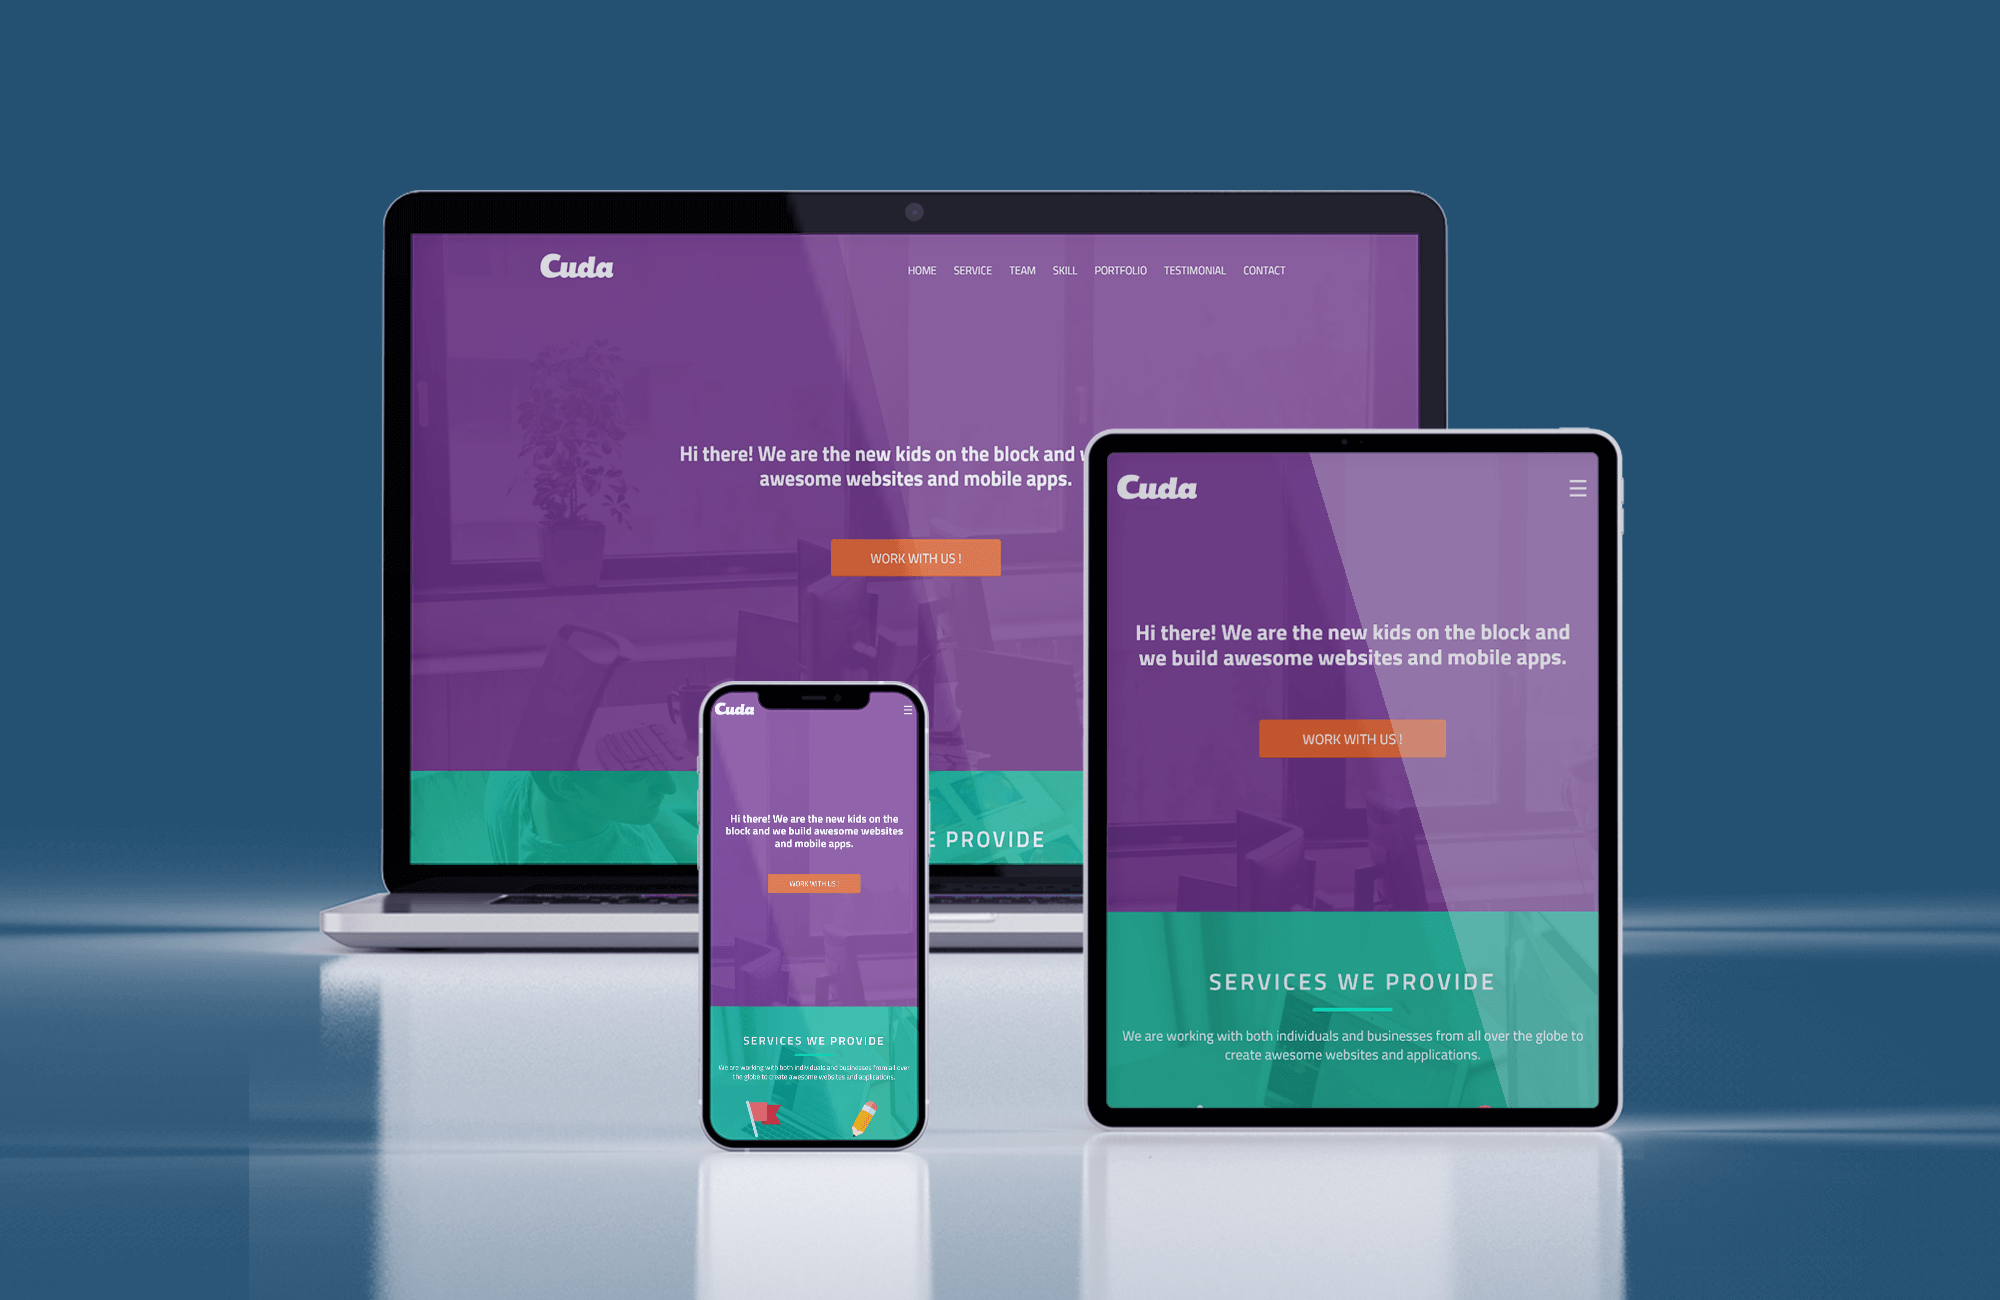 Cuda
HOME SERVICE TEAM SKILL PORTFOLIO TESTIMONIAL CONTACT
Hi there! We are the new kids on the block and
awesome websites and mobile apps.
WORK WITH US !
PROVIDE
Cuda
Hi there! We are the new kids on the block and
we build awesome websites and mobile apps.
WORK WITH US !
SERVICES WE PROVIDE
We are working with both individuals and businesses from all over the globe to
create awesome websites and applications.
Cuda
Hi there! We are the new kids on the
block and we build awesome websites
and mobile apps.
WORK WITH US !
SERVICES WE PROVIDE
We are working with both individuals and businesses from all over
the globe to create awesome websites and applications.